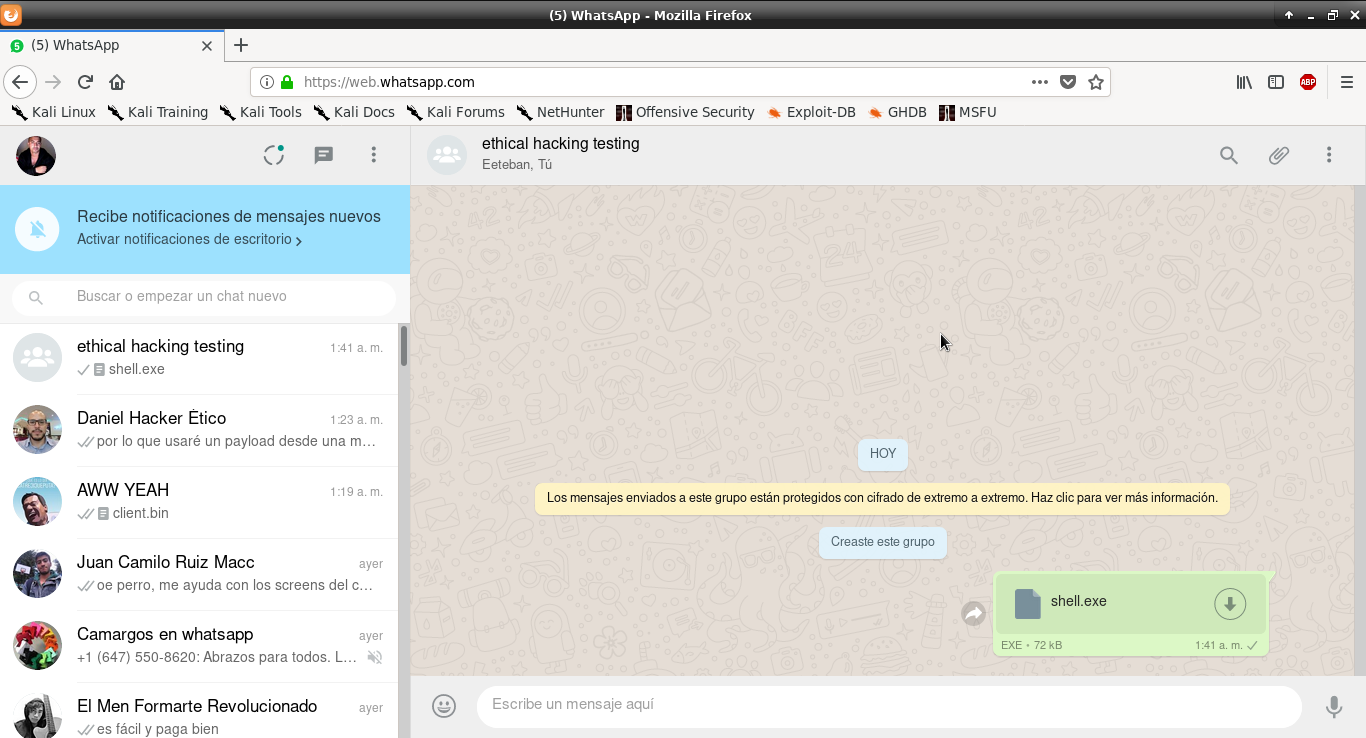 (5) WhatsApp - Mozilla Firefox
(5) WhatsApp
https://web.whatsapp.com
ABP
Kali Linux Kali Training Kali Tools Kali Docs Kali Forums NetHunter Offensive Security Exploit-DB GHDB MSFU
Recibe notificaciones de mensajes nuevos
Activar notificaciones de escritorio
Buscar o empezar un chat nuevo
ethical hacking testing 1:41 a. m.
shell.exe
Daniel Hacker Ético 1:23 a. m.
por lo que usaré un payload desde una m…
AWW YEAH 1:19 a. m.
client.bin
Juan Camilo Ruiz Macc ayer
oe perro, me ayuda con los screens del c…
Camargos en whatsapp ayer
+1 (647) 550-8620: Abrazos para todos. L…
El Men Formarte Revolucionado ayer
es fácil y paga bien
ethical hacking testing
Eeteban, Tú
HOY
Los mensajes enviados a este grupo están protegidos con cifrado de extremo a extremo. Haz clic para ver más información.
Creaste este grupo
shell.exe
EXE • 72 kB 1:41 a. m.
Escribe un mensaje aquí